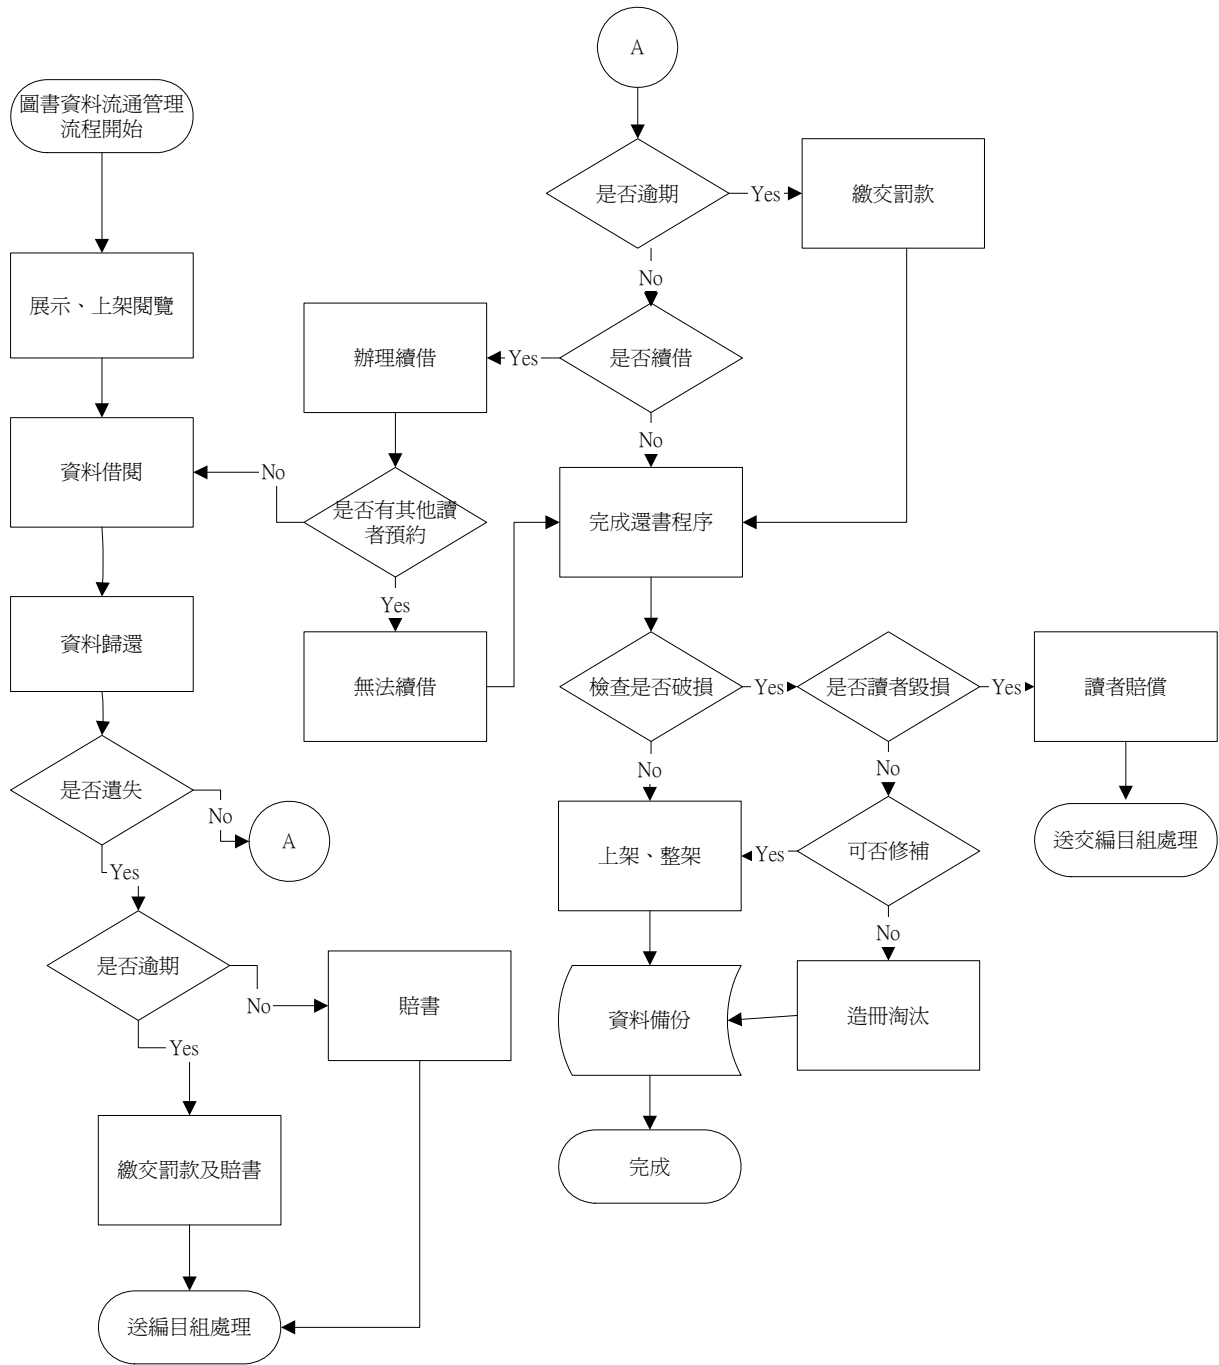 圖書資料流通管理
流程開始
展示、上架閱覽
資料借閱
資料歸還
是否遺失
No
A
Yes
是否逾期
No
賠書
Yes
繳交罰款及賠書
送編目組處理
A
是否逾期
Yes
繳交罰款
No
是否續借
Yes
辦理續借
No
是否有其他讀
者預約
No
Yes
無法續借
完成還書程序
檢查是否破損
Yes
是否讀者毀損
Yes
讀者賠償
送交編目組處理
No
No
可否修補
Yes
上架、整架
No
造冊淘汰
資料備份
完成